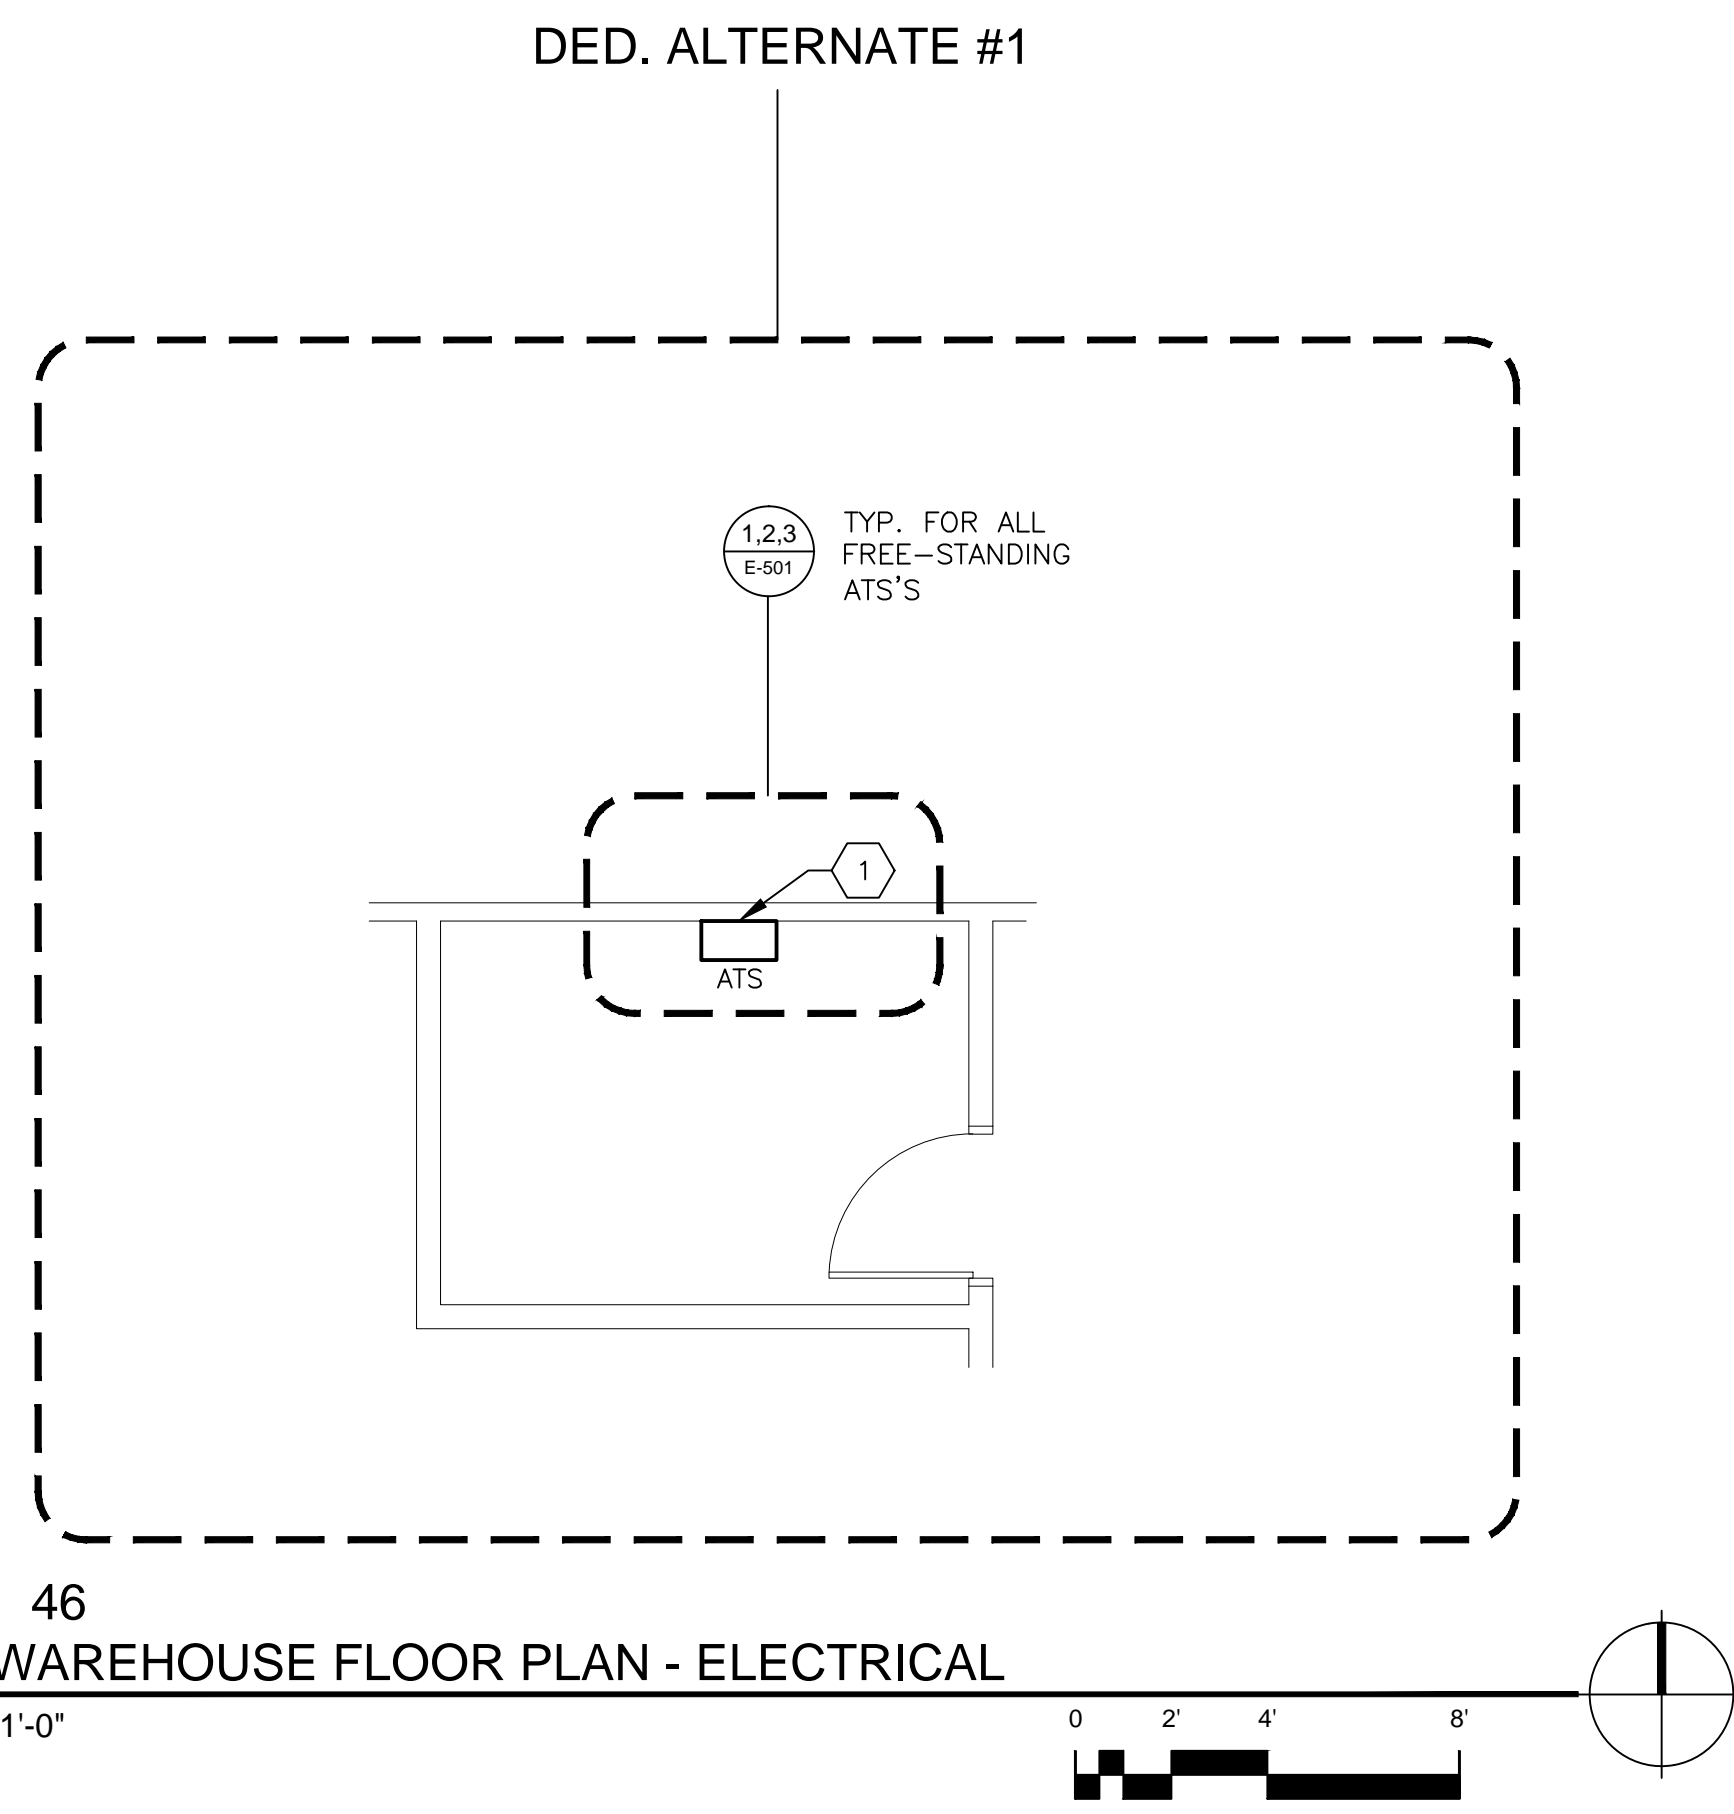 DED. ALTERNATE #1
1,2,3
E-501
TYP. FOR ALL
FREE-STANDING
ATS'S
1
ATS
46
WAREHOUSE FLOOR PLAN - ELECTRICAL
1'-0"
0 2' 4' 8'